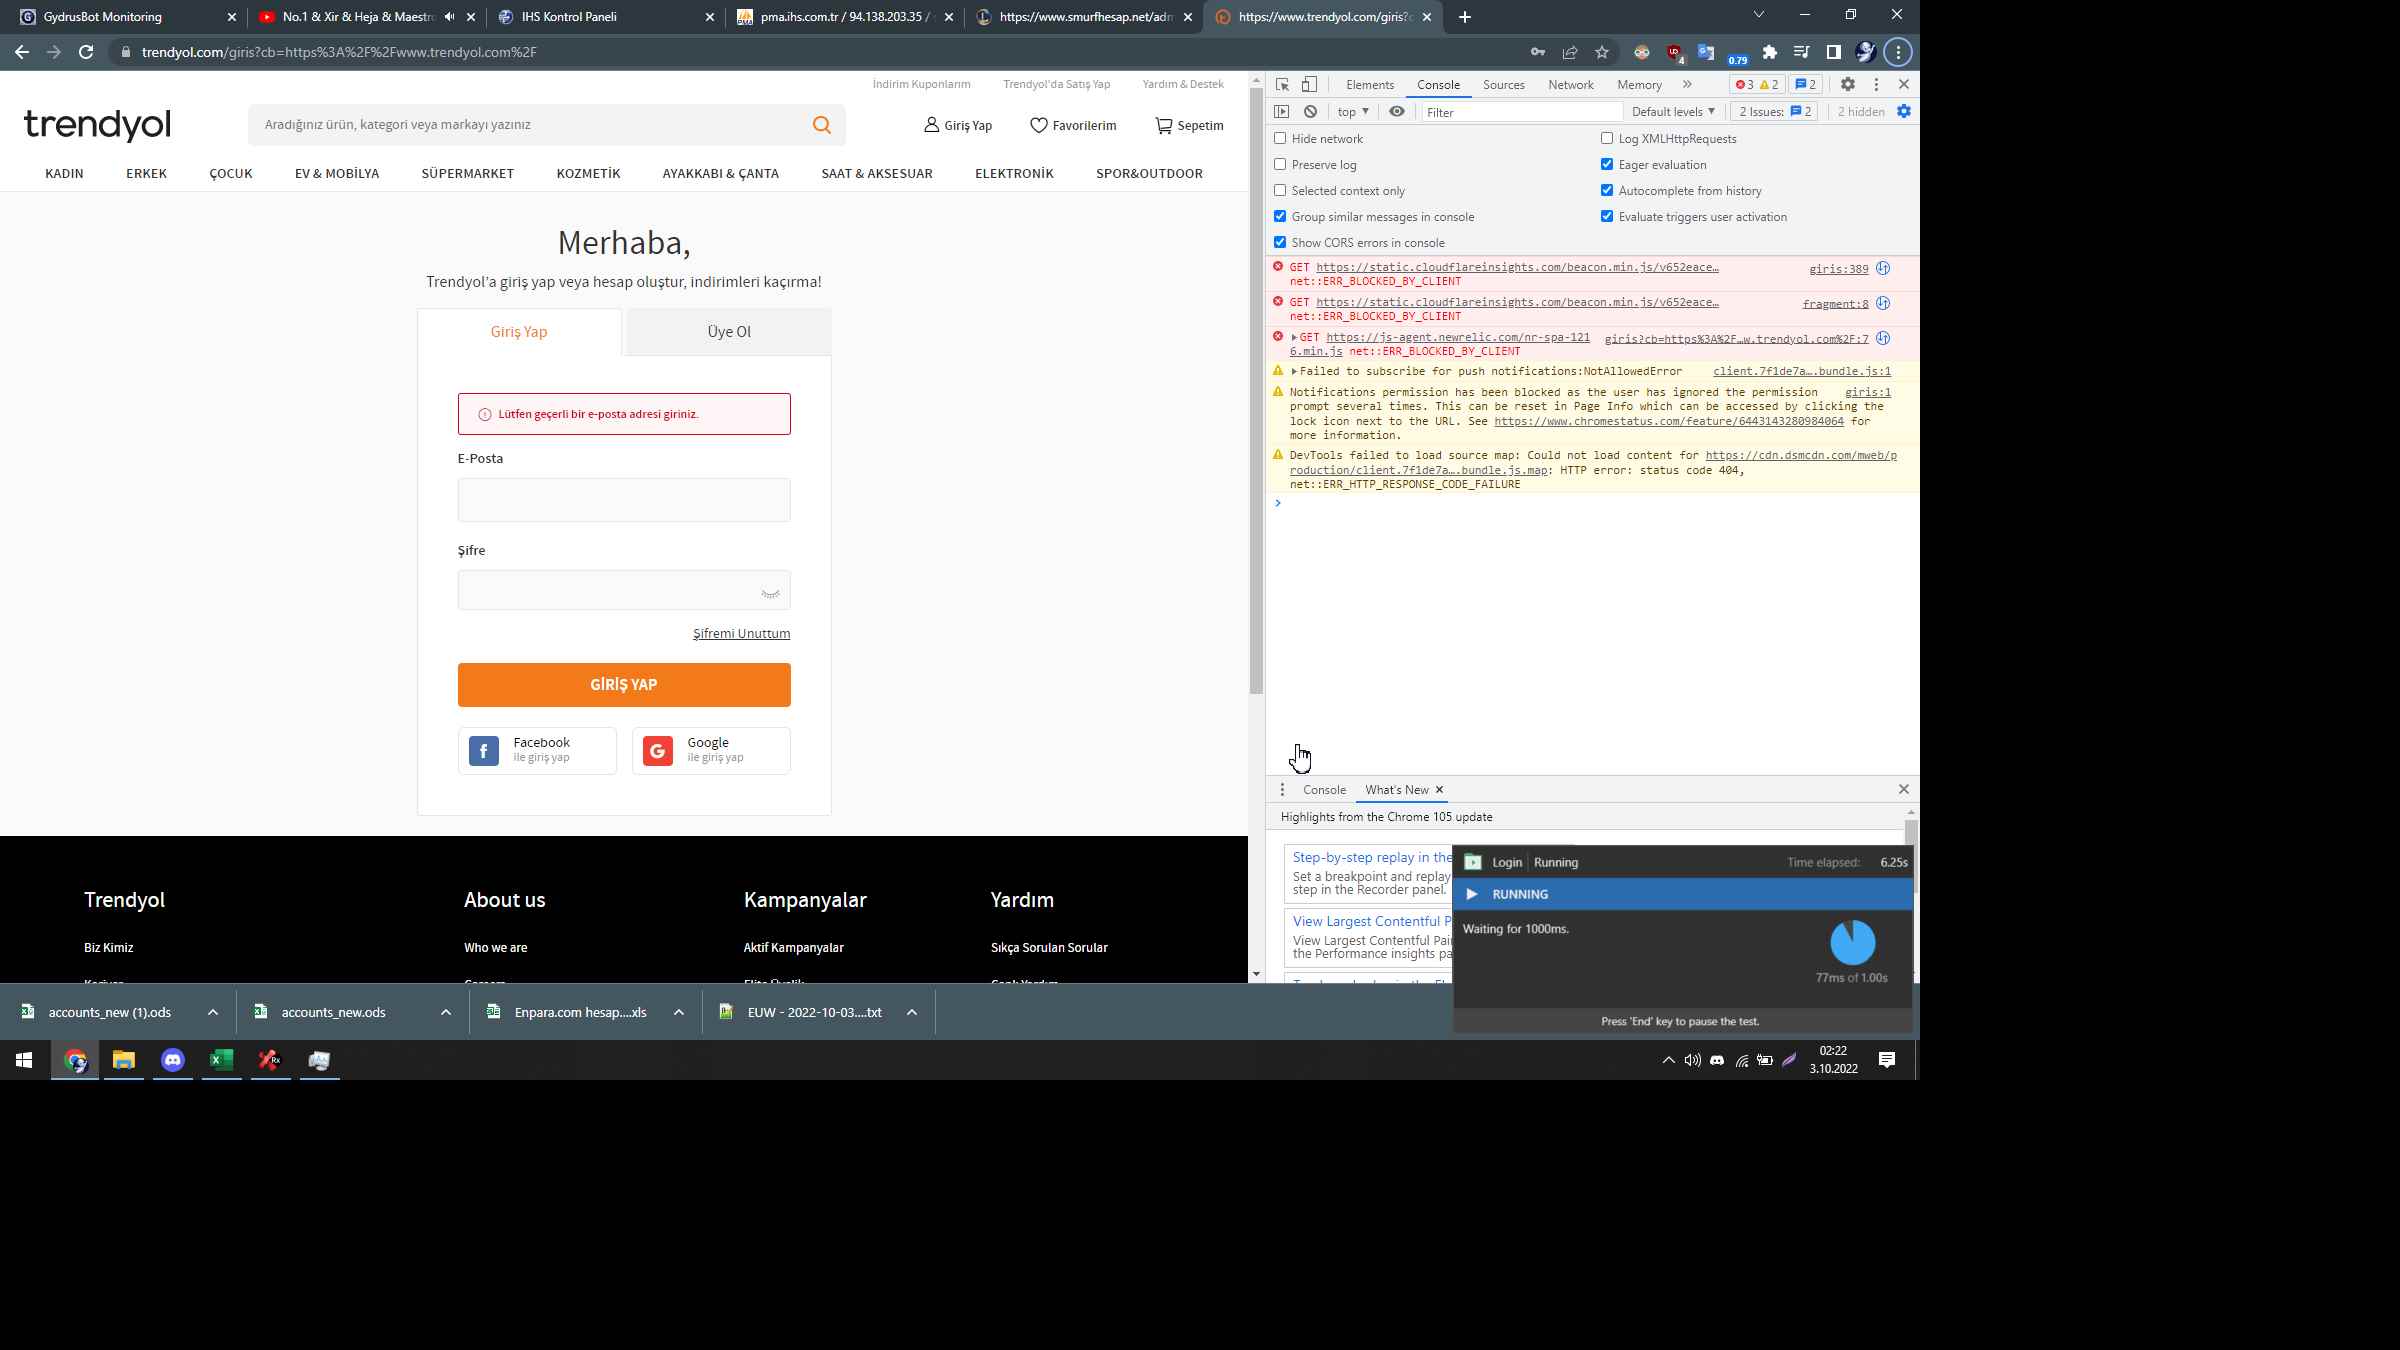 GydrusBot Monitoring
No.1 & Xir & Heja & Maestro
IHS Kontrol Paneli
pma.ihs.com.tr / 94.138.203.35 /
https://www.smurfhesap.net/adm
https://www.trendyol.com/giris?c
trendyol.com/giris?cb=https%3A%2F%2Fwww.trendyol.com%2F
4
0.79
İndirim Kuponlarım
Trendyol'da Satış Yap
Yardım & Destek
trendyol
Aradığınız ürün, kategori veya markayı yazınız
Giriş Yap
Favorilerim
Sepetim
KADIN
ERKEK
ÇOCUK
EV & MOBİLYA
SÜPERMARKET
KOZMETİK
AYAKKABI & ÇANTA
SAAT & AKSESUAR
ELEKTRONİK
SPOR&OUTDOOR
Merhaba,
Trendyol'a giriş yap veya hesap oluştur, indirimleri kaçırma!
Giriş Yap
Üye Ol
Lütfen geçerli bir e-posta adresi giriniz.
E-Posta
Şifre
Şifremi Unuttum
GİRİŞ YAP
Facebook
ile giriş yap
Google
ile giriş yap
Trendyol
About us
Kampanyalar
Yardım
Biz Kimiz
Who we are
Aktif Kampanyalar
Sıkça Sorulan Sorular
Elements
Console
Sources
Network
Memory
3
2
2
top
Filter
Default levels
2 Issues:
2
2 hidden
Hide network
Log XMLHttpRequests
Preserve log
Eager evaluation
Selected context only
Autocomplete from history
Group similar messages in console
Evaluate triggers user activation
Show CORS errors in console
GET https://static.cloudflareinsights.com/beacon.min.js/v652eace… giris:389
net::ERR_BLOCKED_BY_CLIENT
GET https://static.cloudflareinsights.com/beacon.min.js/v652eace… fragment:8
net::ERR_BLOCKED_BY_CLIENT
GET https://js-agent.newrelic.com/nr-spa-121 giris?cb=https%3A%2F…w.trendyol.com%2F:7
6.min.js net::ERR_BLOCKED_BY_CLIENT
Failed to subscribe for push notifications:NotAllowedError client.7f1de7a….bundle.js:1
Notifications permission has been blocked as the user has ignored the permission giris:1
prompt several times. This can be reset in Page Info which can be accessed by clicking the
lock icon next to the URL. See https://www.chromestatus.com/feature/6443143280984064 for
more information.
DevTools failed to load source map: Could not load content for https://cdn.dsmcdn.com/mweb/p
roduction/client.7f1de7a….bundle.js.map: HTTP error: status code 404,
net::ERR_HTTP_RESPONSE_CODE_FAILURE
Console
What's New
Highlights from the Chrome 105 update
Step-by-step replay in the
Set a breakpoint and replay
step in the Recorder panel.
View Largest Contentful P
View Largest Contentful Pai
the Performance insights pa
Login
Running
Time elapsed:
6.25s
RUNNING
Waiting for 1000ms.
77ms of 1.00s
Press 'End' key to pause the test.
accounts_new (1).ods
accounts_new.ods
Enpara.com hesap....xls
EUW - 2022-10-03....txt
02:22
3.10.2022